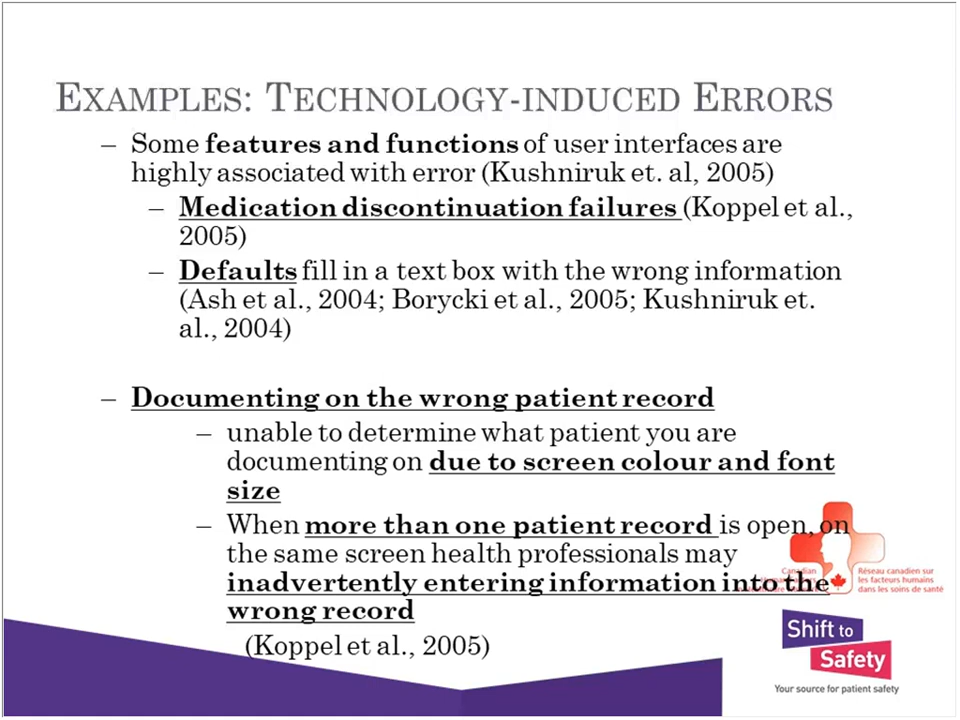 EXAMPLES: TECHNOLOGY-INDUCED ERRORS
– Some features and functions of user interfaces are
highly associated with error (Kushniruk et. al, 2005)
– Medication discontinuation failures (Koppel et al.,
2005)
– Defaults fill in a text box with the wrong information
(Ash et al., 2004; Borycki et al., 2005; Kushniruk et.
al., 2004)
– Documenting on the wrong patient record
– unable to determine what patient you are
documenting on due to screen colour and font
size
– When more than one patient record is open, on
the same screen health professionals may
inadvertently entering information into the
wrong record
(Koppel et al., 2005)
Canadian
Réseau canadien sur
les facteurs humains
dans les soins de santé
Shift to
Safety
Your source for patient safety